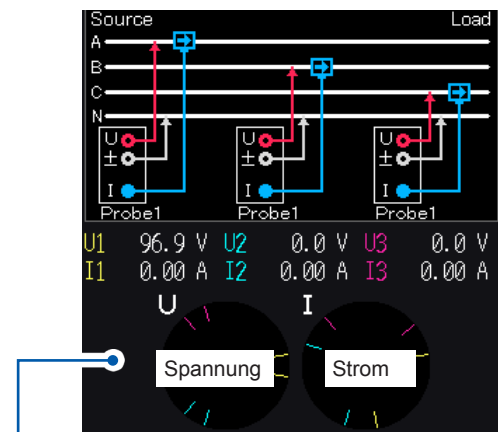 Source Load
A
B
C
N
U U U
± ± ±
I I I
Probe1 Probe1 Probe1
U1 96.9 V U2 0.0 V U3 0.0 V
I1 0.00 A I2 0.00 A I3 0.00 A
U I
Spannung Strom